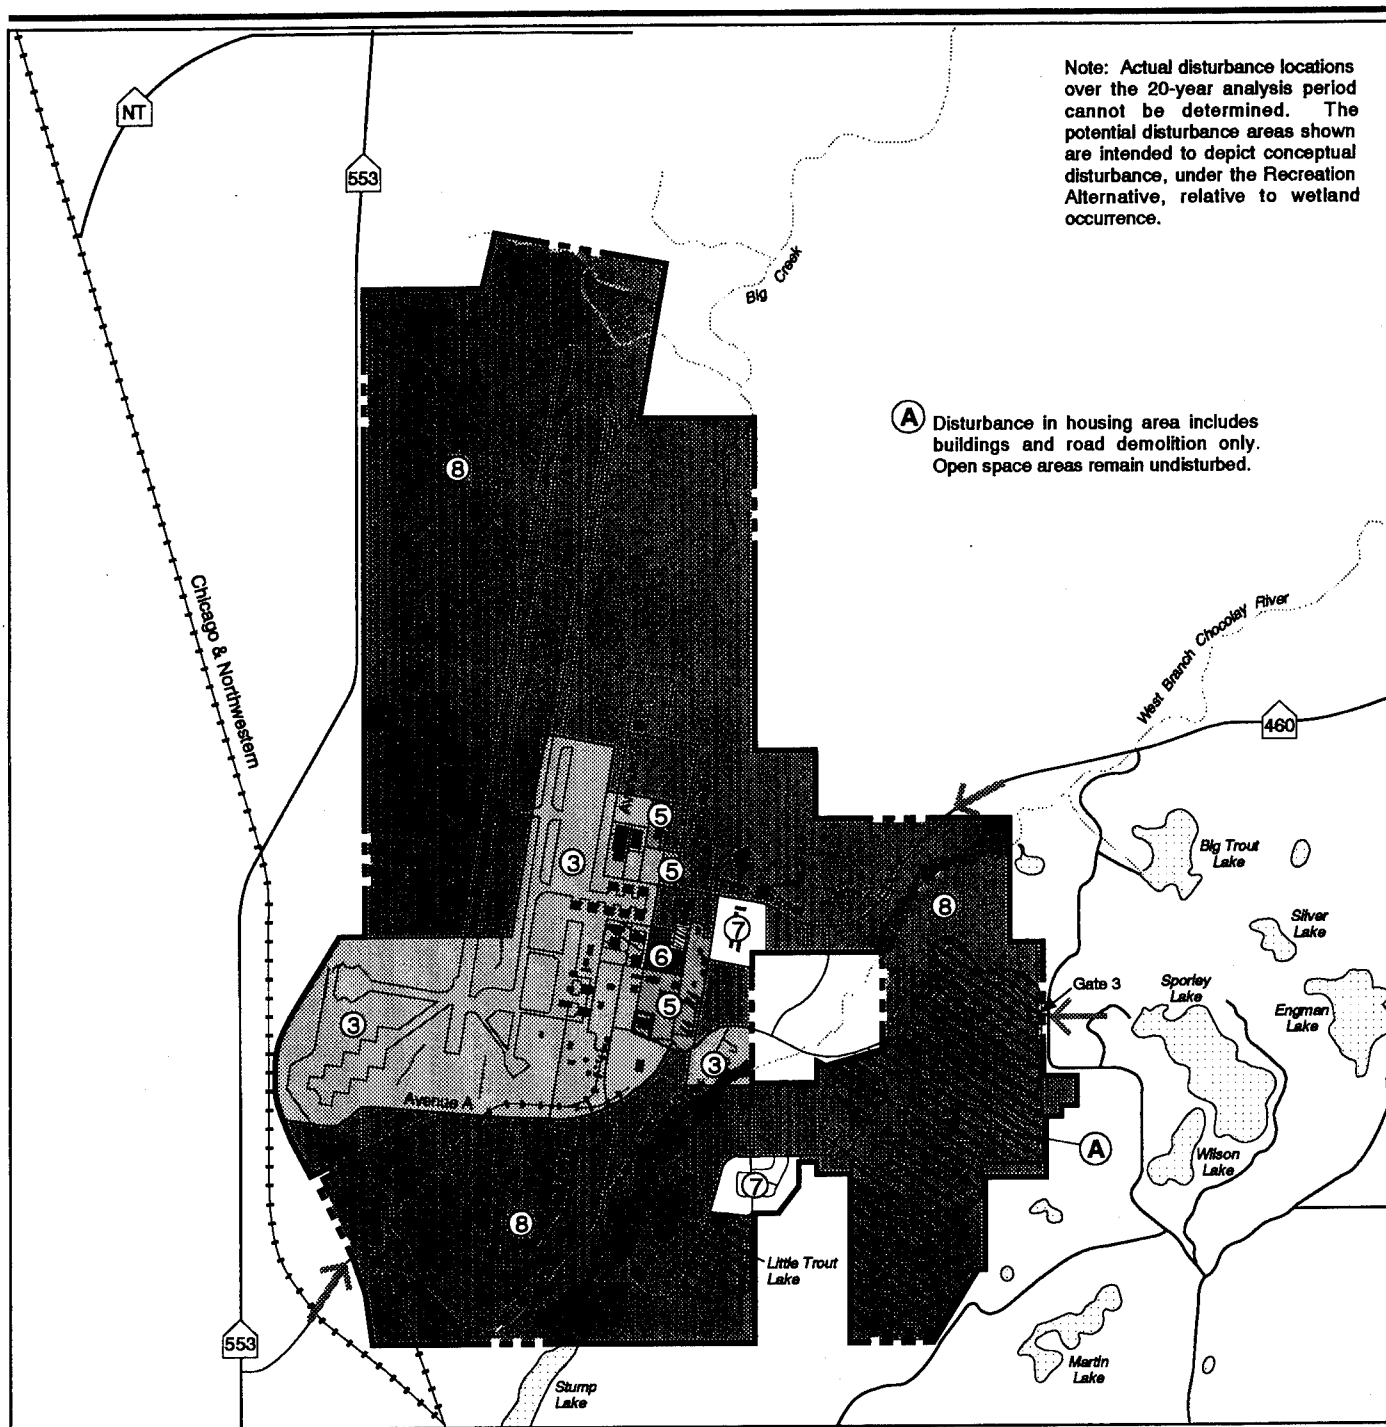 Note: Actual disturbance locations
over the 20-year analysis period
cannot be determined. The
potential disturbance areas shown
are intended to depict conceptual
disturbance, under the Recreation
Alternative, relative to wetland
occurrence.
NT
553
Big Creek
A Disturbance in housing area includes
buildings and road demolition only.
Open space areas remain undisturbed.
8
Chicago & Northwestern
West Branch Chocolay River
460
5
3
5
Big Trout
Lake
8
7
Silver
Lake
6
Gate 3
Sporley
Lake
5
3
Engman
Lake
3
Avenue A
A
Wilson
Lake
7
8
Little Trout
Lake
553
Stump
Lake
Martin
Lake